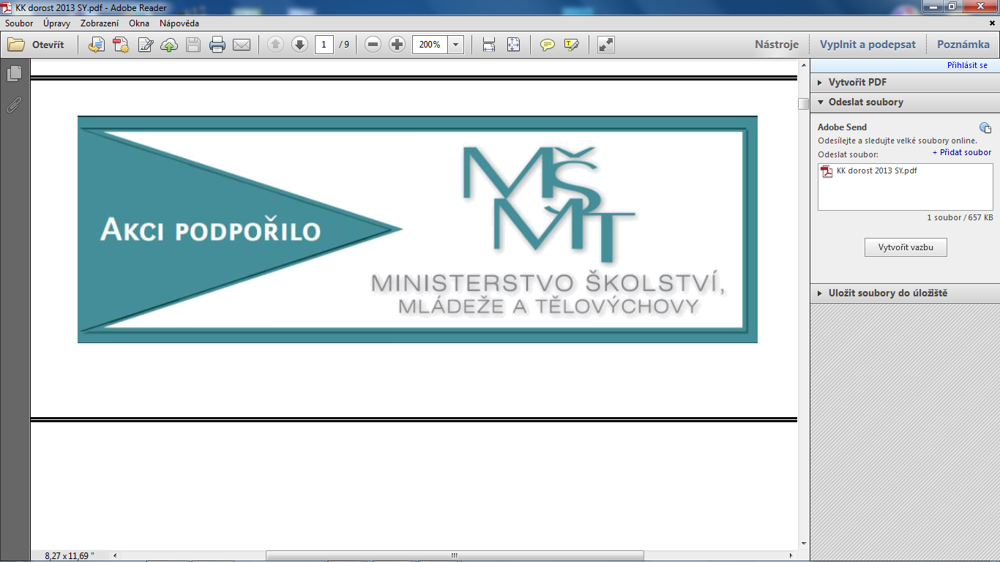 KK dorost 2013 SY.pdf - Adobe Reader
Soubor Úpravy Zobrazení Okna Nápověda
Otevřít 1 / 9 200% Nástroje Vyplnit a podepsat Poznámka
Přihlásit se
Vytvořit PDF
Odeslat soubory
Adobe Send
Odesílejte a sledujte velké soubory online.
Odeslat soubor: + Přidat soubor
KK dorost 2013 SY.pdf
1 soubor / 657 KB
Vytvořit vazbu
Uložit soubory do úložiště
AKCI PODPOŘILO
MŠ
MT
MINISTERSTVO ŠKOLSTVÍ,
MLÁDEŽE A TĚLOVÝCHOVY
8,27 x 11,69 "